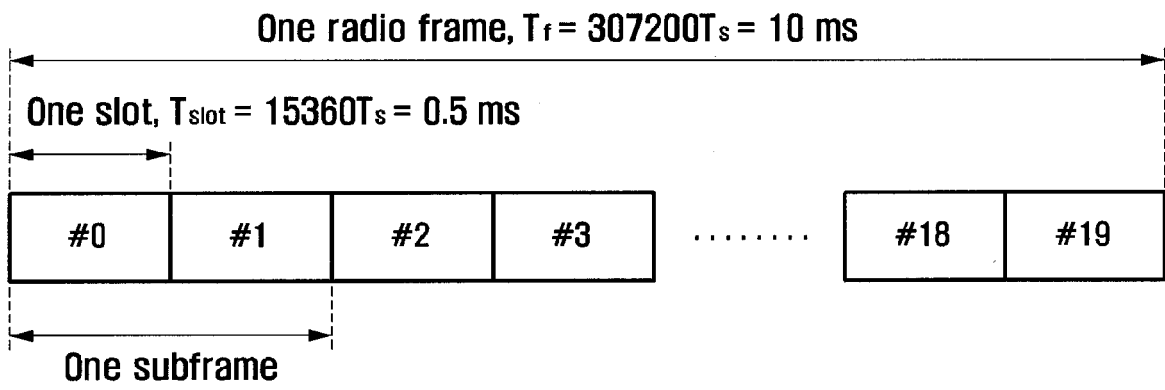 One radio frame, Tf = 307200Ts = 10 ms
One slot, Tslot = 15360Ts = 0.5 ms
#0 #1 #2 #3 ........ #18 #19
One subframe